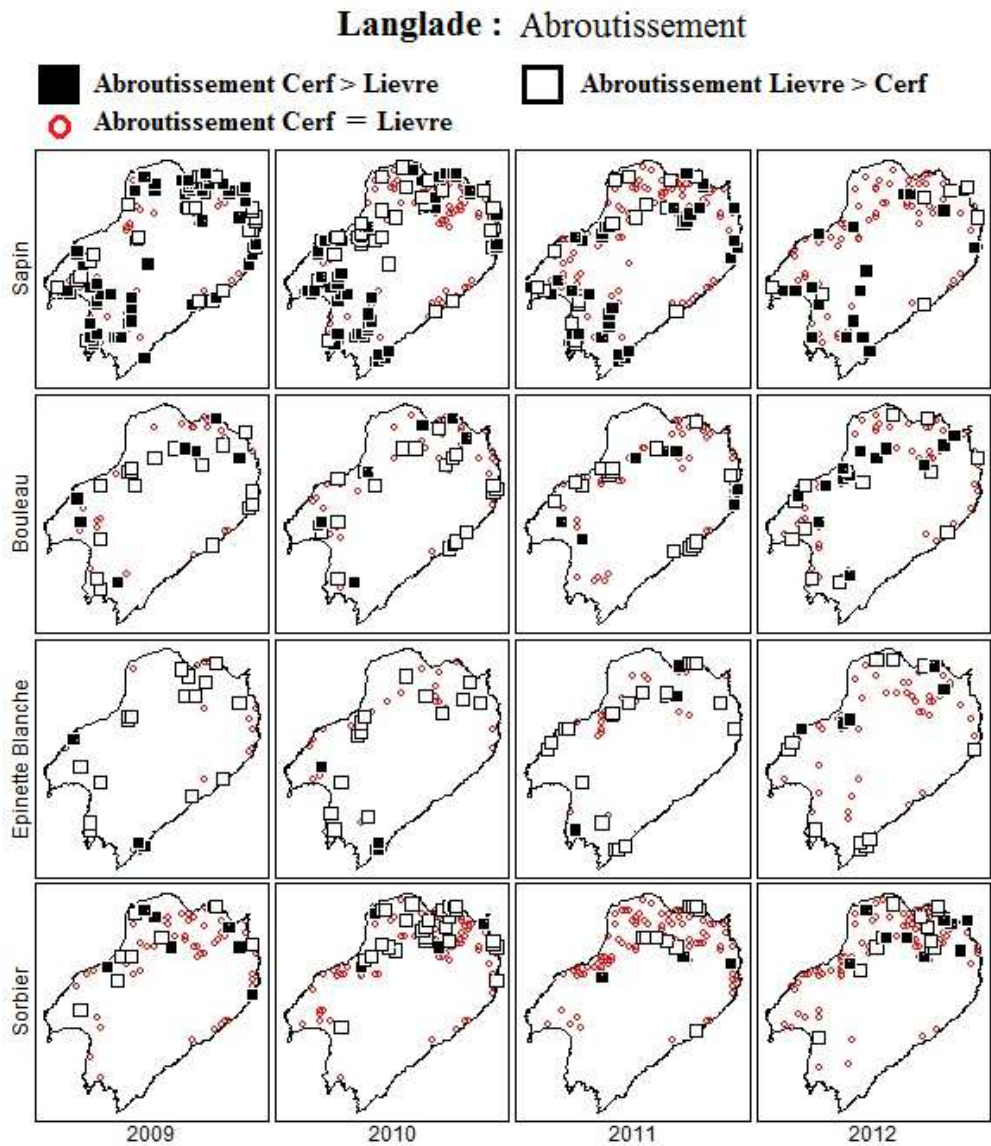 Langlade : Abroutissement
Abroutissement Cerf > Lievre
Abroutissement Lièvre > Cerf
Abroutissement Cerf = Lievre
Sapin
Bouleau
Epinette Blanche
Sorbier
2009
2010
2011
2012